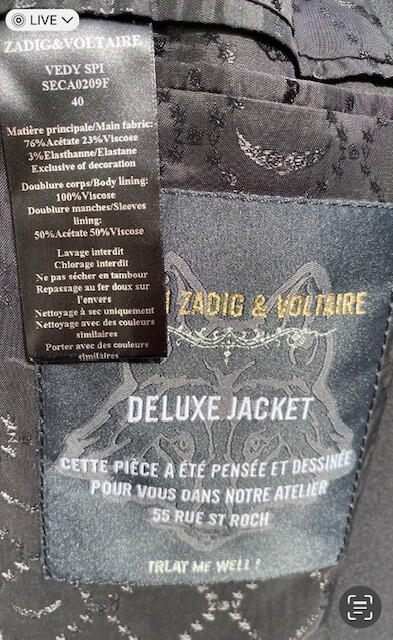 LIVE
ZADIG&VOLTAIRE
VEDY SPI
SECA0209F
40
Matière principale/Main fabric:
76%Acétate 23%Viscose
3%Elasthanne/Elastane
Exclusive of decoration
Doublure corps/Body lining:
100%Viscose
Doublure manches/Sleeves
lining:
50%Acétate 50%Viscose
Lavage interdit
Chlorage interdit
Ne pas sécher en tambour
Repassage au fer doux sur
l'envers
Nettoyage à sec uniquement
Nettoyage avec des couleurs
similaires
Porter avec des couleurs
similaires
ZADIG & VOLTAIRE
DELUXE JACKET
CETTE PIÈCE A ÉTÉ PENSÉE ET DESSINÉE
POUR VOUS DANS NOTRE ATELIER
55 RUE ST ROCH
TREAT ME WELL !